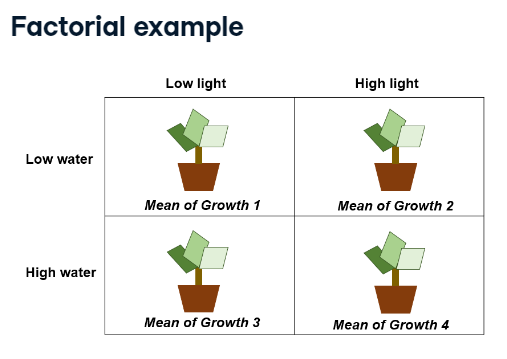 Factorial example
Low light High light
Low water
Mean of Growth 1 Mean of Growth 2
High water
Mean of Growth 3 Mean of Growth 4